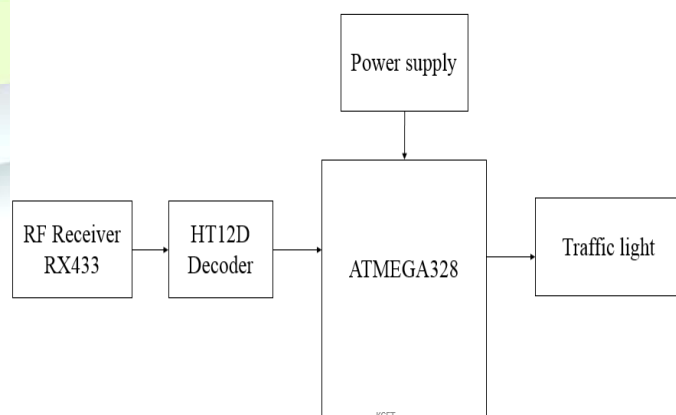 Power supply
RF Receiver
RX433
HT12D
Decoder
ATMEGA328
Traffic light